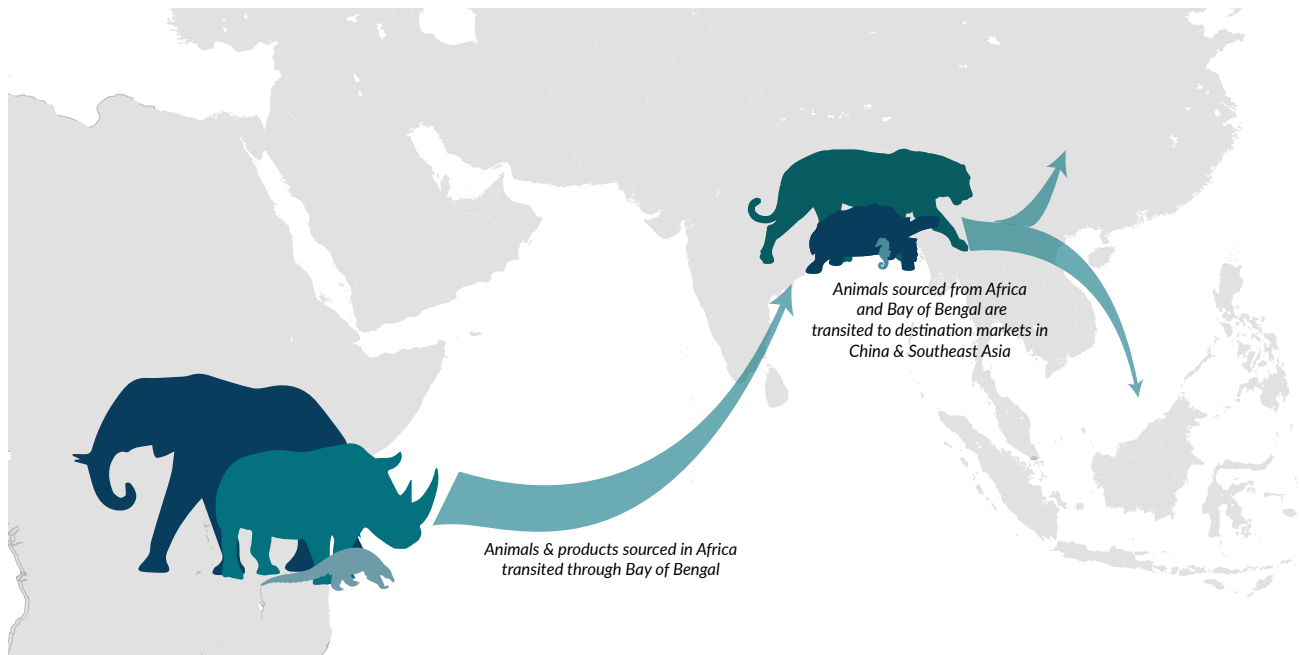 Animals sourced from Africa
and Bay of Bengal are
transited to destination markets in
China & Southeast Asia
Animals & products sourced in Africa
transited through Bay of Bengal